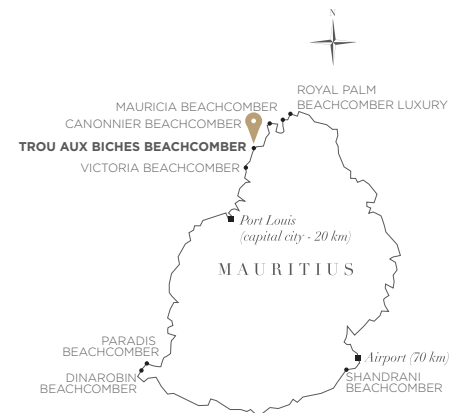 N
ROYAL PALM
BEACHCOMBER LUXURY
MAURICIA BEACHCOMBER
CANONNIER BEACHCOMBER
TROU AUX BICHES BEACHCOMBER
VICTORIA BEACHCOMBER
Port Louis
(capital city - 20 km)
MAURITIUS
PARADIS
BEACHCOMBER
Airport (70 km)
DINAROBIN
BEACHCOMBER
SHANDRANI
BEACHCOMBER